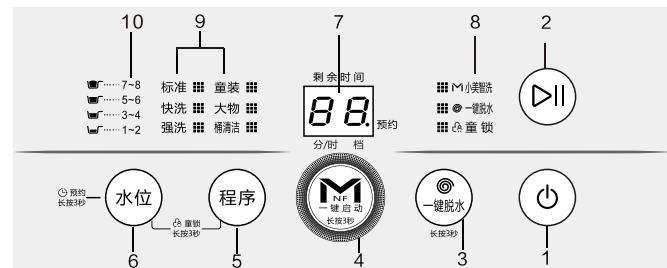 10
9
7
8
2
7~8
5~6
3~4
1~2
标准 童装
快洗 大物
强洗 桶清洁
剩余时间
88.
预约
分/时 档
M小美智洗
一键脱水
童锁
预约
长按3秒
水位
童锁
长按3秒
程序
M
NF
一键启动
长按3秒
一键脱水
长按3秒
6
5
4
3
1